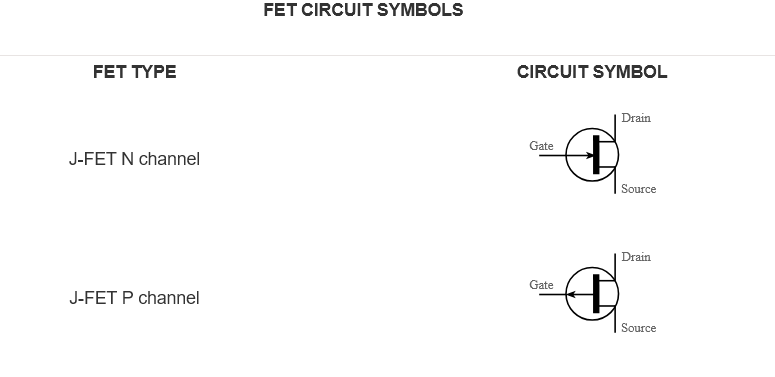 FET CIRCUIT SYMBOLS
FET TYPE
CIRCUIT SYMBOL
J-FET N channel
Drain
Gate
Source
J-FET P channel
Drain
Gate
Source